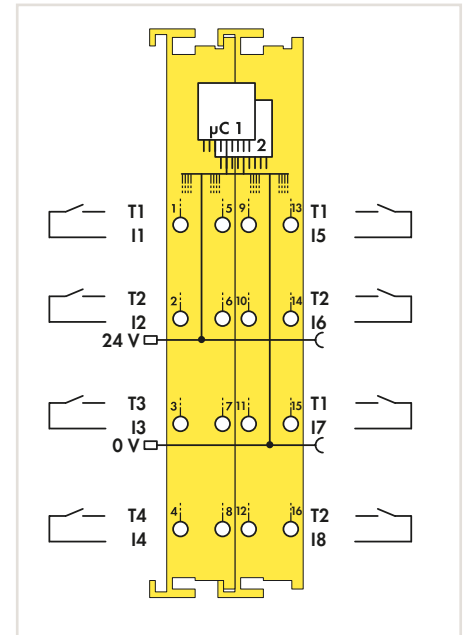 µC 1
2
T1 1 5 9 13 T1
I1 I5
T2 2 6 10 14 T2
I2 I6
24 V
T3 3 7 11 15 T1
I3 I7
0 V
T4 4 8 12 16 T2
I4 I8